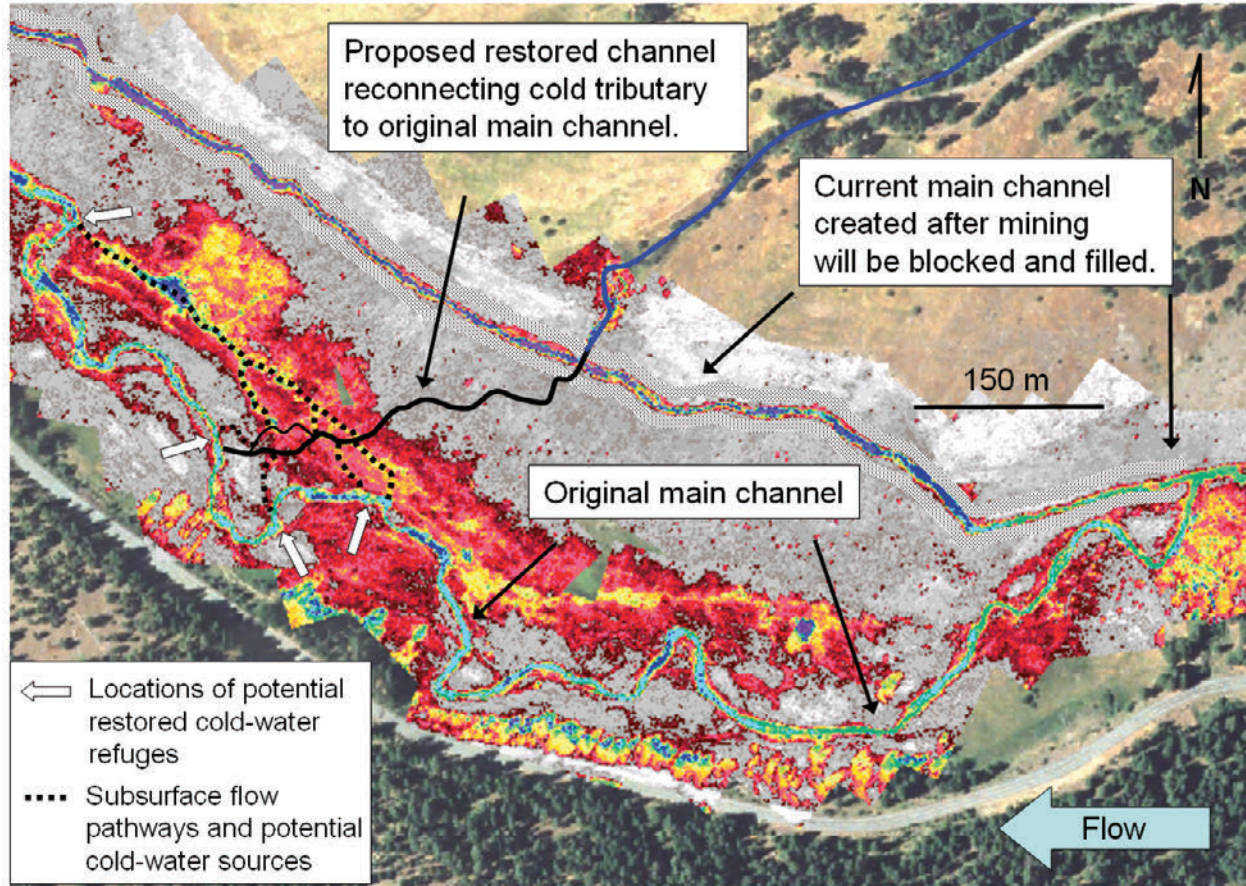 Proposed restored channel
reconnecting cold tributary
to original main channel.
Current main channel
created after mining
will be blocked and filled.
N
150 m
Original main channel
Locations of potential
restored cold-water
refuges
Subsurface flow
pathways and potential
cold-water sources
Flow